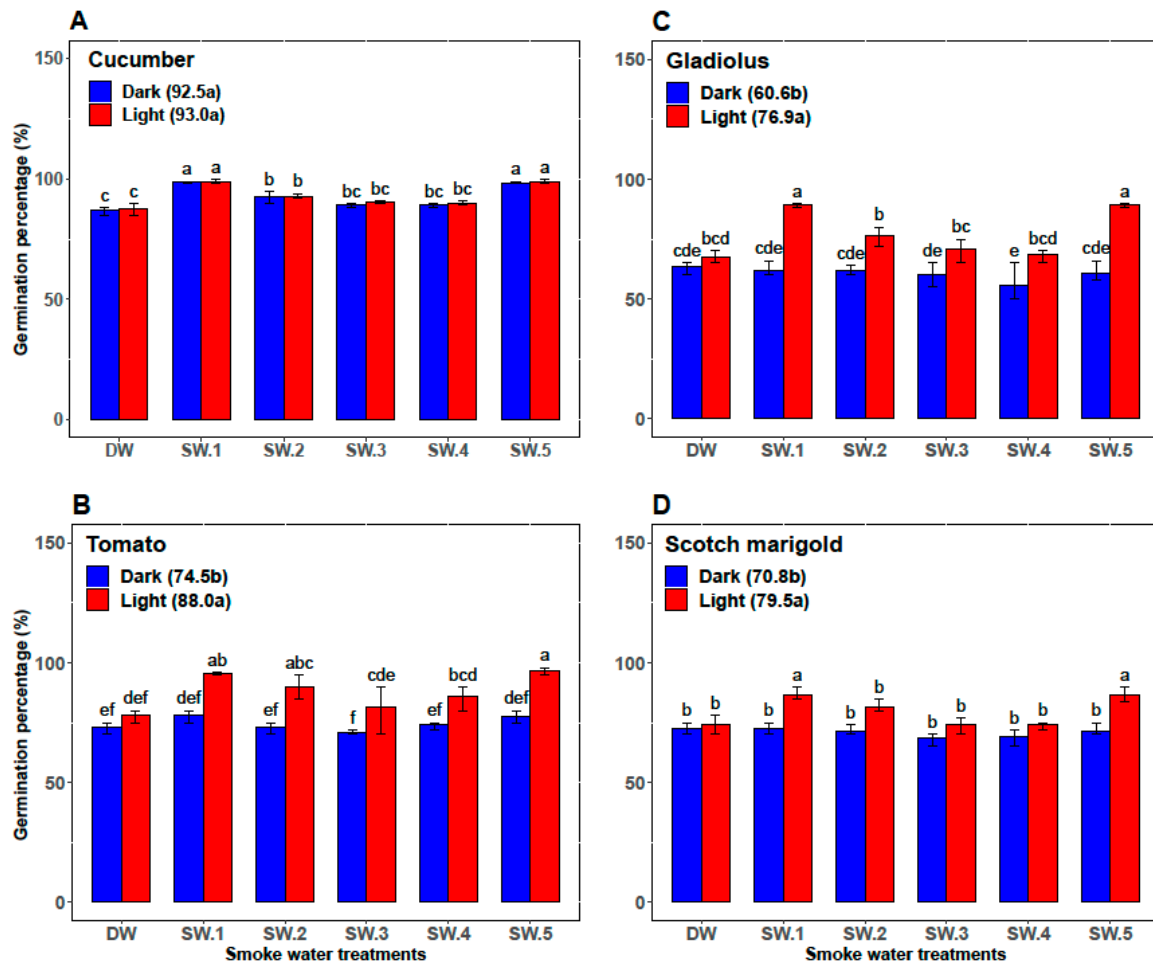 A
Cucumber
Dark (92.5a)
Light (93.0a)
Germination percentage (%)
150
100
50
0
c c a a b b bc bc bc bc a a
DW SW.1 SW.2 SW.3 SW.4 SW.5
C
Gladiolus
Dark (60.6b)
Light (76.9a)
150
100
50
0
cde bcd cde a cde b de bc e bcd cde a
DW SW.1 SW.2 SW.3 SW.4 SW.5
B
Tomato
Dark (74.5b)
Light (88.0a)
Germination percentage (%)
150
100
50
0
ef def def ab ef abc f cde ef bcd def a
DW SW.1 SW.2 SW.3 SW.4 SW.5
Smoke water treatments
D
Scotch marigold
Dark (70.8b)
Light (79.5a)
150
100
50
0
b b b a b b b b b b b a
DW SW.1 SW.2 SW.3 SW.4 SW.5
Smoke water treatments